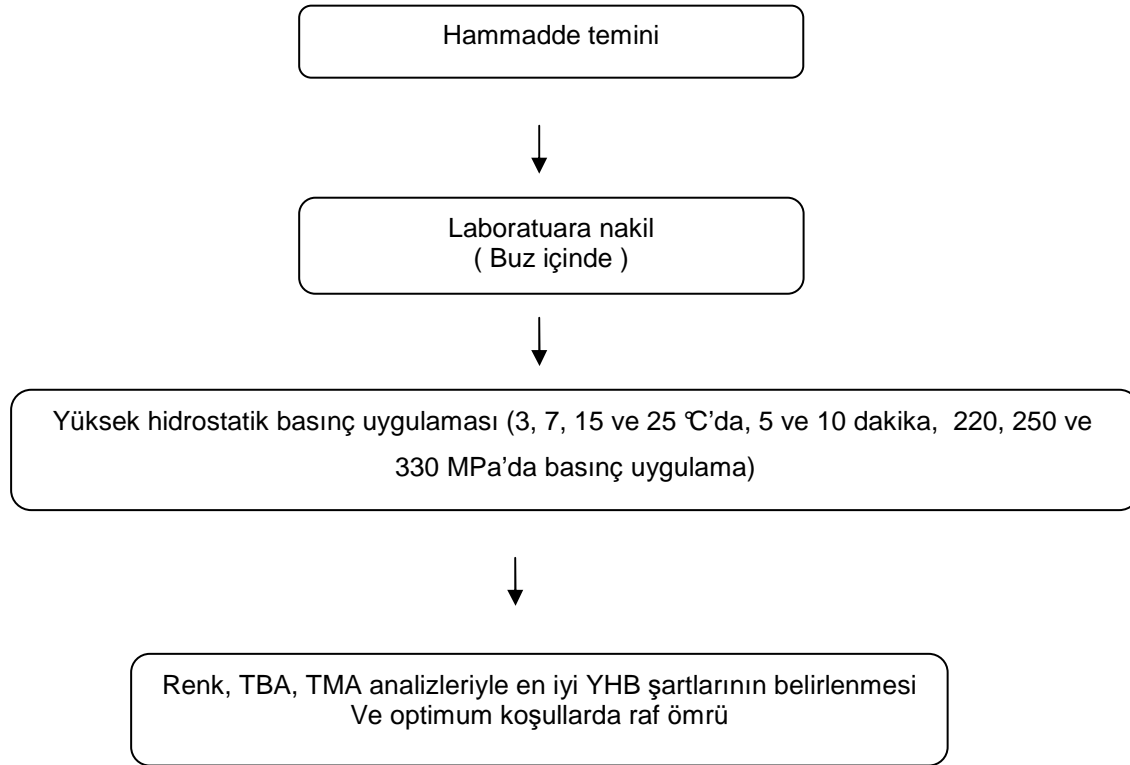 Hammadde temini
Laboratuara nakil
( Buz içinde )
Yüksek hidrostatik basınç uygulaması (3, 7, 15 ve 25 °C’da, 5 ve 10 dakika, 220, 250 ve
330 MPa’da basınç uygulama)
Renk, TBA, TMA analizleriyle en iyi YHB şartlarının belirlenmesi
Ve optimum koşullarda raf ömrü